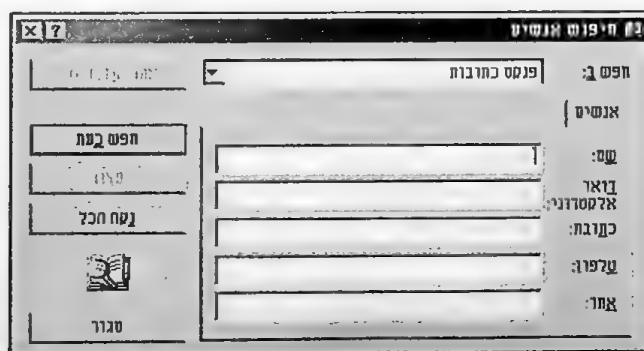 חיפוש אנשים
חפש ב: פנקס כתובות
אנשים
שם:
דואר
אלקטרוני:
כתובת:
טלפון:
אחר:
חפש כעת
נקה הכל
סגור